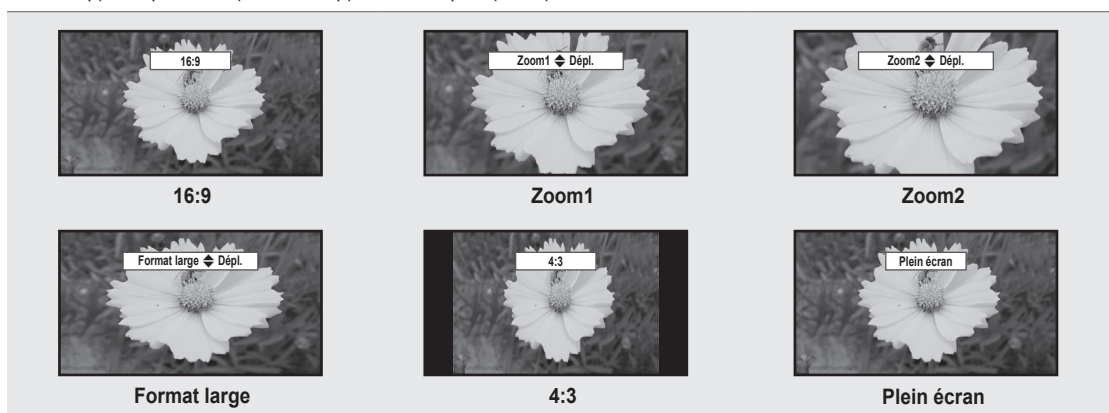 16:9
Zoom1 Dépl.
Zoom2 Dépl.
16:9
Zoom1
Zoom2
Format large Dépl.
4:3
Plein écran
Format large
4:3
Plein écran